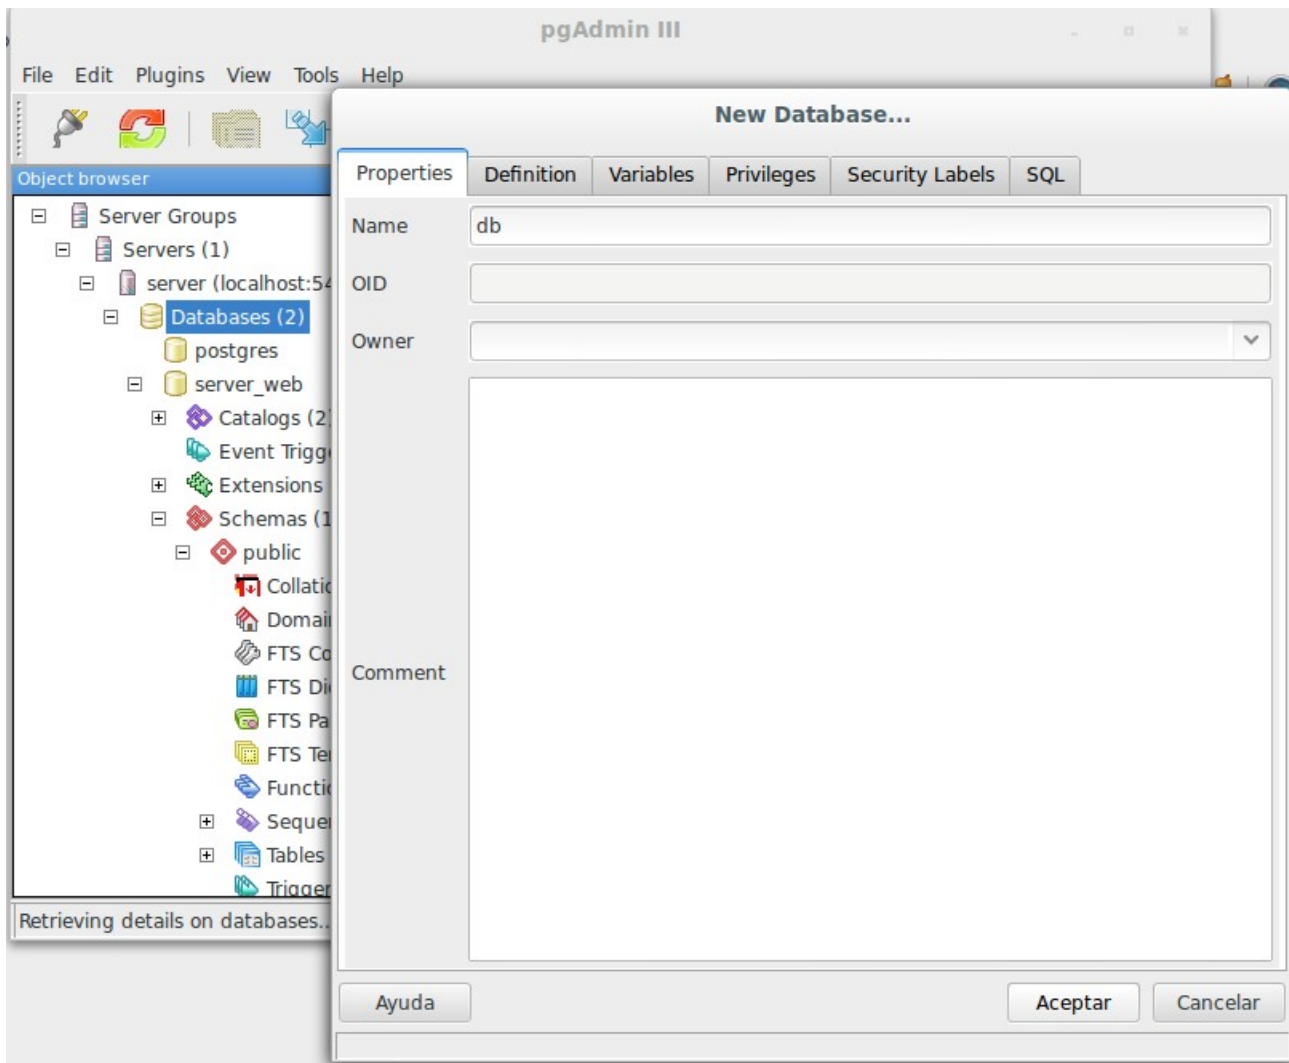 pgAdmin III
File Edit Plugins View Tools Help
New Database...
Properties Definition Variables Privileges Security Labels SQL
Object browser
Server Groups
Servers (1)
server (localhost:54
Databases (2)
postgres
server_web
Catalogs (2)
Event Trigg
Extensions
Schemas (1
public
Collatio
Domai
FTS Co
FTS Di
FTS Pa
FTS Te
Functi
Seque
Tables
Trigger
Retrieving details on databases..
Name db
OID
Owner
Comment
Ayuda Aceptar Cancelar